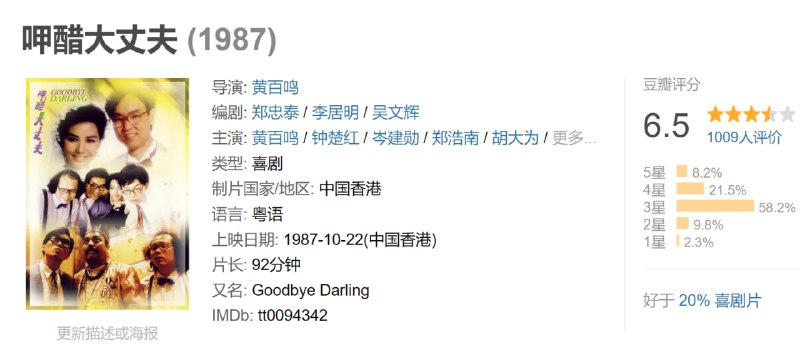 呷醋大丈夫 (1987)
GOODBYE DARLING
呷醋大丈夫
更新描述或海报
导演: 黄百鸣
编剧: 郑忠泰 / 李居明 / 吴文辉
主演: 黄百鸣 / 钟楚红 / 岑建勋 / 郑浩南 / 胡大为 / 更多...
类型: 喜剧
制片国家/地区: 中国香港
语言: 粤语
上映日期: 1987-10-22(中国香港)
片长: 92分钟
又名: Goodbye Darling
IMDb: tt0094342
豆瓣评分
6.5
1009人评价
5星 8.2%
4星 21.5%
3星 58.2%
2星 9.8%
1星 2.3%
好于 20% 喜剧片